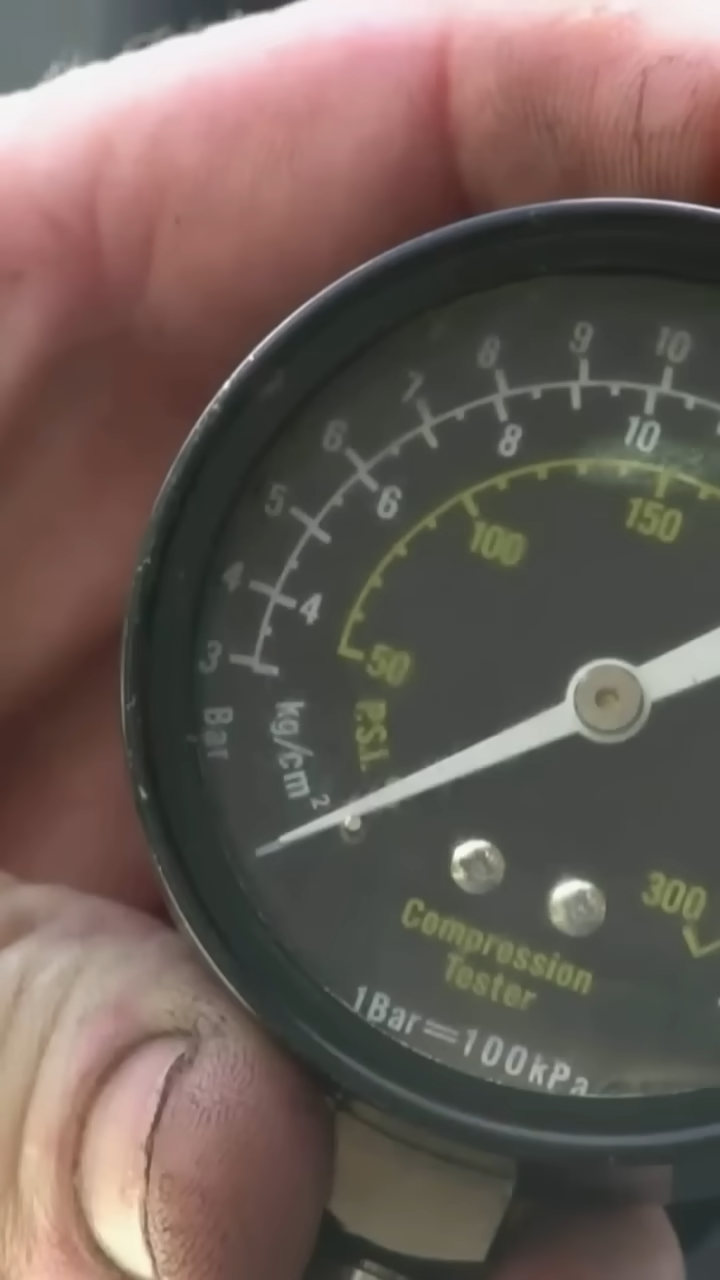 3 4 5 6 7 8 9 10
Bar
4 6 8 10
kg/cm²
50 100 150
P.S.I.
300
Compression
Tester
1Bar=100kPa